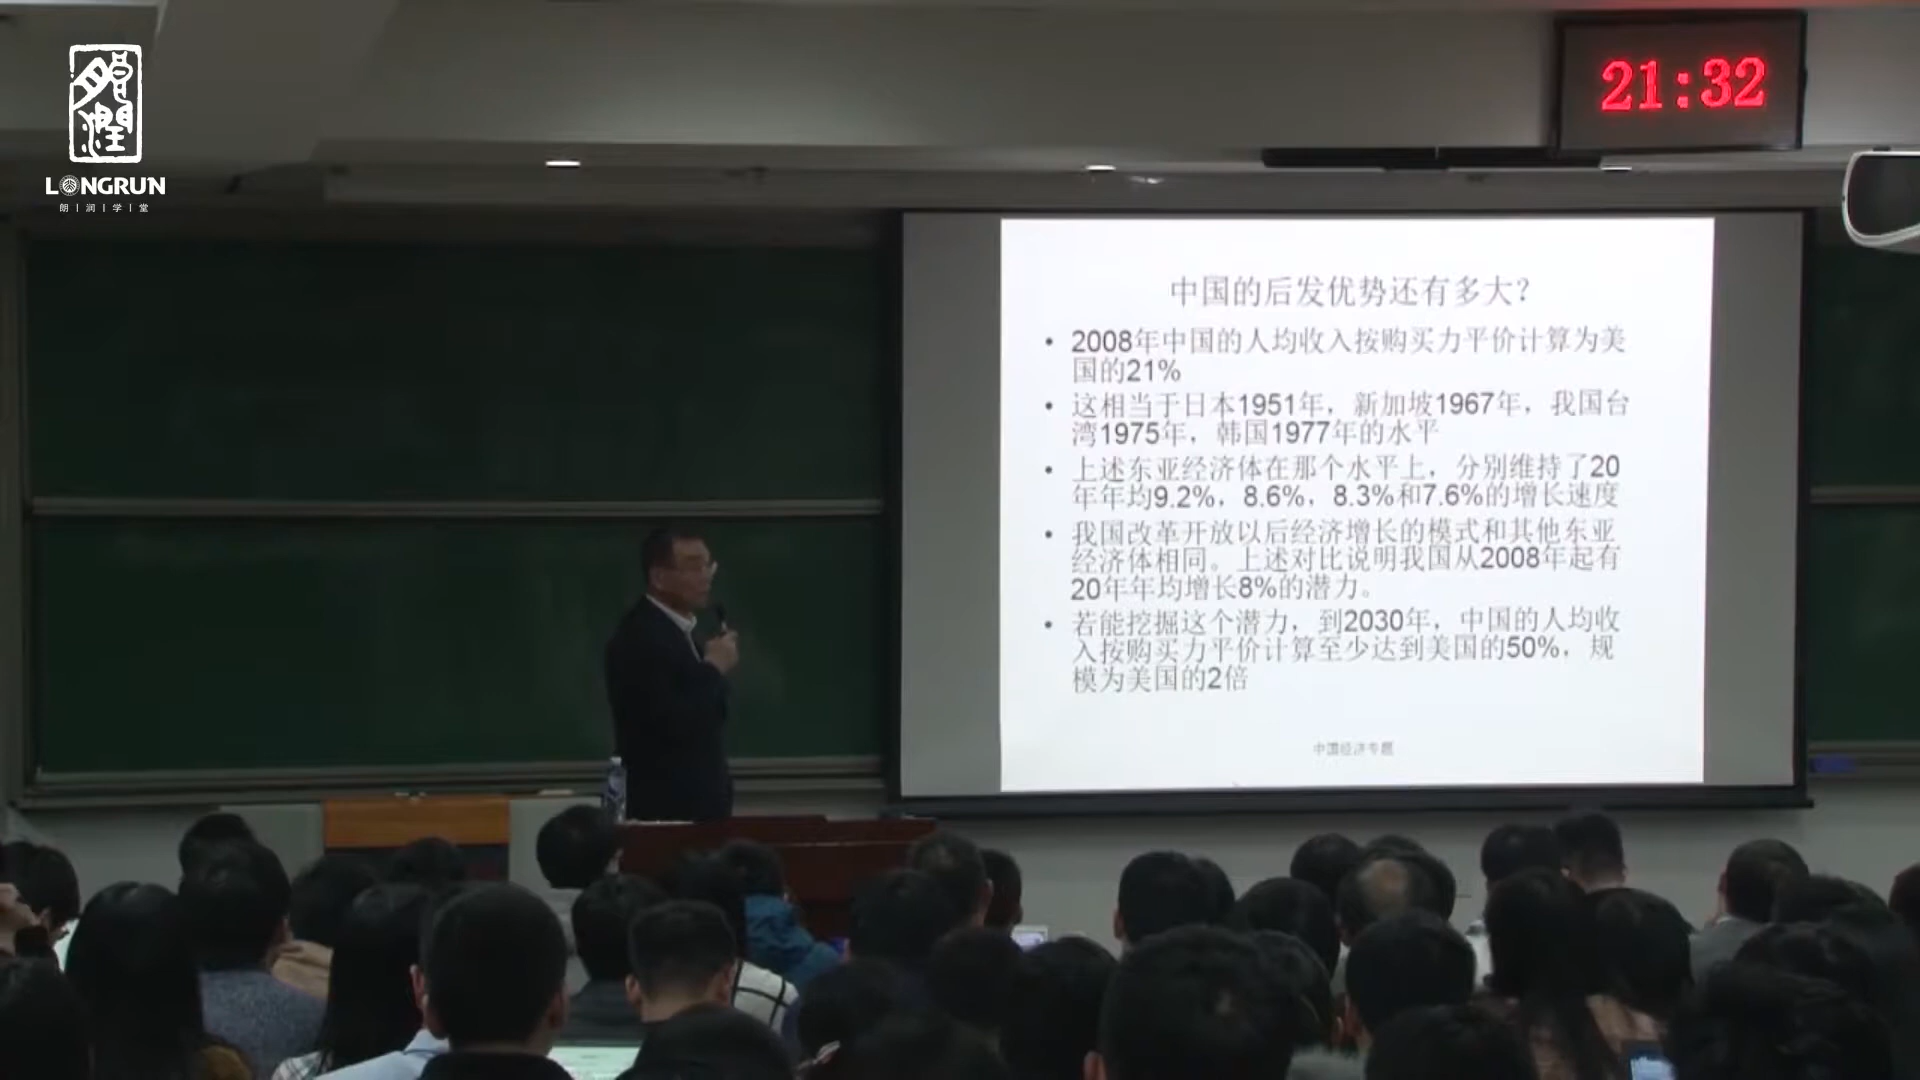 朗润
LONGRUN
朗润学堂
21:32
中国的后发优势还有多大？
• 2008年中国的人均收入按购买力平价计算为美
国的21%
• 这相当于日本1951年，新加坡1967年，我国台
湾1975年，韩国1977年的水平
• 上述东亚经济体在那个水平上，分别维持了20
年年均9.2%，8.6%，8.3%和7.6%的增长速度
• 我国改革开放以后经济增长的模式和其他东亚
经济体相同。上述对比说明我国从2008年起有
20年年均增长8%的潜力。
• 若能挖掘这个潜力，到2030年，中国的人均收
入按购买力平价计算至少达到美国的50%，规
模为美国的2倍
中国经济专题